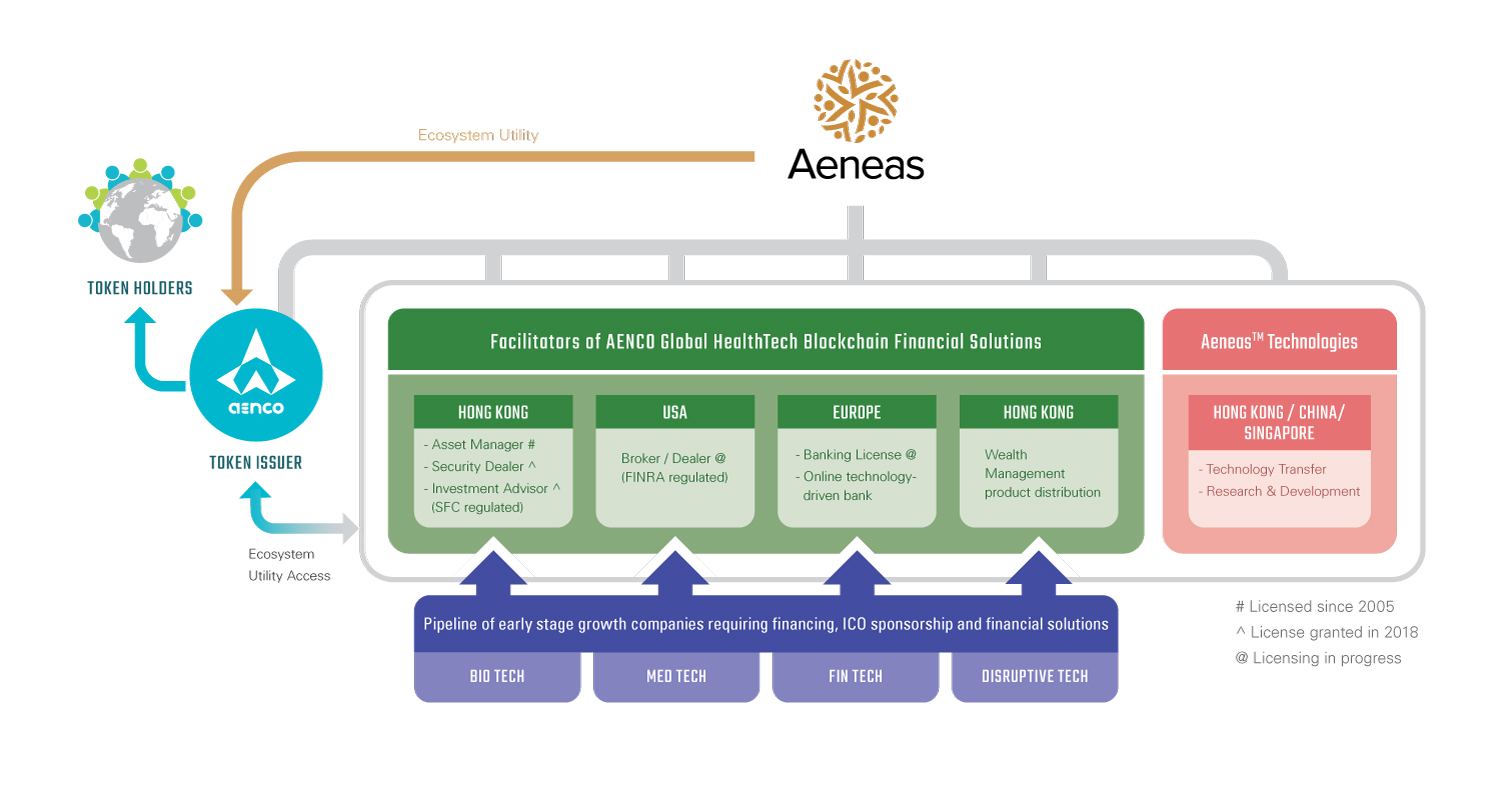 Aeneas
Ecosystem Utility
TOKEN HOLDERS
aenco
TOKEN ISSUER
Ecosystem
Utility Access
Facilitators of AENCO Global HealthTech Blockchain Financial Solutions
HONG KONG
- Asset Manager #
- Security Dealer ^
- Investment Advisor ^
(SFC regulated)
USA
Broker / Dealer @
(FINRA regulated)
EUROPE
- Banking License @
- Online technology-
driven bank
HONG KONG
Wealth
Management
product distribution
Aeneas™ Technologies
HONG KONG / CHINA/
SINGAPORE
- Technology Transfer
- Research & Development
Pipeline of early stage growth companies requiring financing, ICO sponsorship and financial solutions
BIO TECH
MED TECH
FIN TECH
DISRUPTIVE TECH
# Licensed since 2005
^ License granted in 2018
@ Licensing in progress